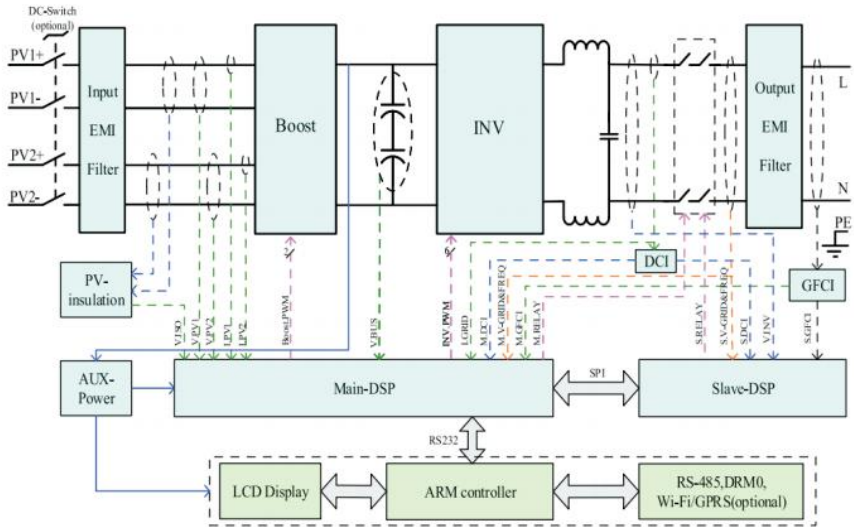 DC-Switch
(optional)
PV1+
PV1-
PV2+
PV2-
Input
EMI
Filter
Boost
INV
Output
EMI
Filter
L
N
PE
PV-
insulation
DCI
GFCI
2
6
V.ISO
V.PV1
V.PV2
I.PV1
I.PV2
Boost.PWM
V.BUS
INV.PWM
I.GRID
M.DCI
M.V-GRID&FREQ
M.GFCI
M.RELAY
S.RELAY
S.V-GRID&FREQ
S.DCI
V.INV
S.GFCI
AUX-
Power
Main-DSP
SPI
Slave-DSP
RS232
LCD Display
ARM controller
RS-485,DRM0,
Wi-Fi/GPRS(optional)